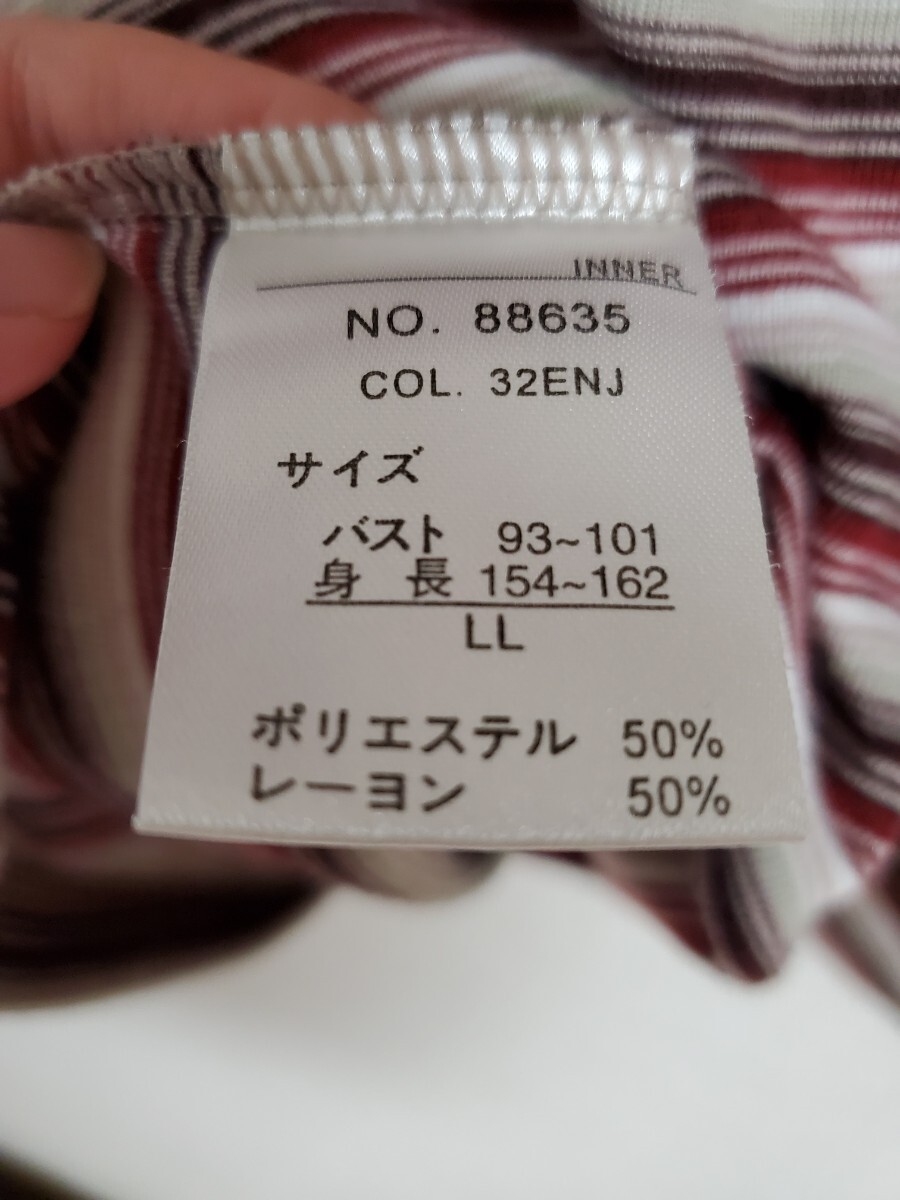 INNER
NO. 88635
COL. 32ENJ
サイズ
バスト 93~101
身 長 154~162
LL
ポリエステル 50%
レーヨン 50%